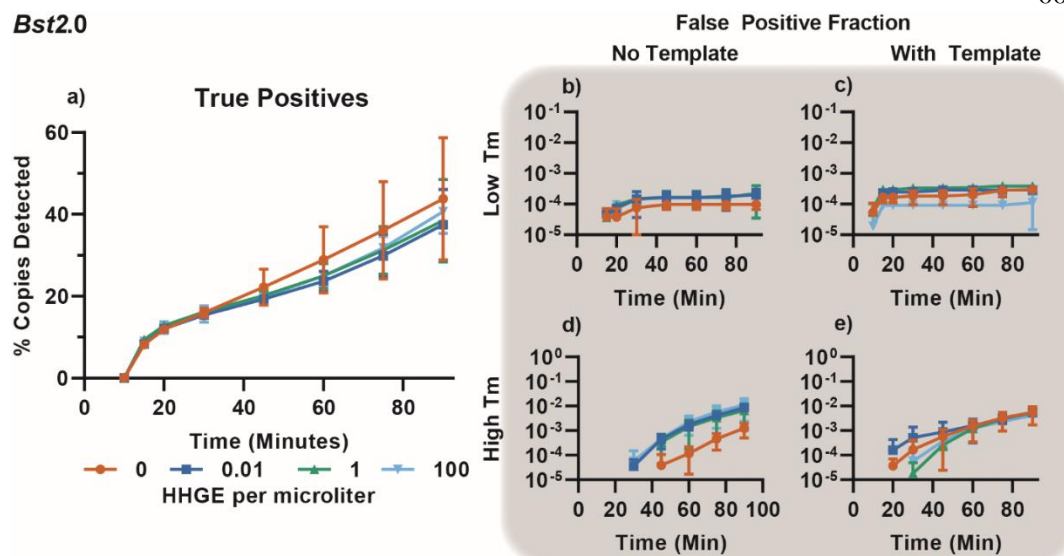 Bst2.0
False Positive Fraction
No Template
With Template
a)
True Positives
% Copies Detected
60
40
20
0
0 20 40 60 80
Time (Minutes)
0 0.01 1 100
HHGE per microliter
b)
Low Tm
10-1
10-2
10-3
10-4
10-5
0 20 40 60 80
Time (Min)
c)
10-1
10-2
10-3
10-4
10-5
0 20 40 60 80
Time (Min)
d)
High Tm
100
10-1
10-2
10-3
10-4
10-5
0 20 40 60 80 100
Time (Min)
e)
100
10-1
10-2
10-3
10-4
10-5
0 20 40 60 80
Time (Min)